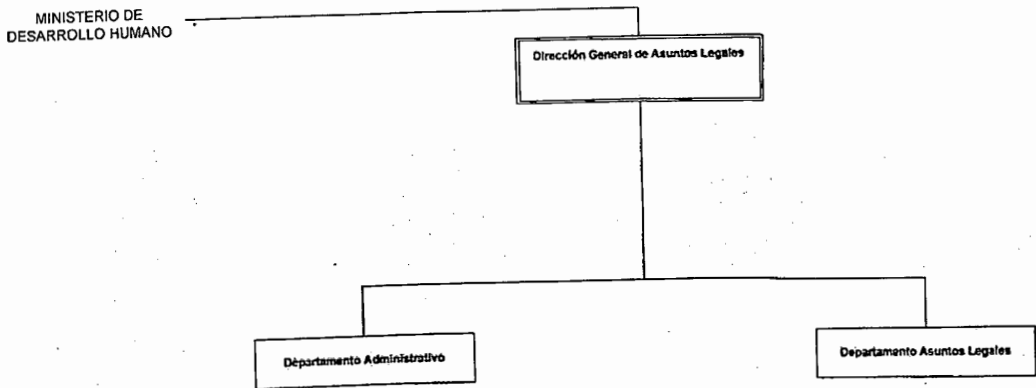 MINISTERIO DE
DESARROLLO HUMANO
Dirección General de Asuntos Legales
Departamento Administrativo
Departamento Asuntos Legales